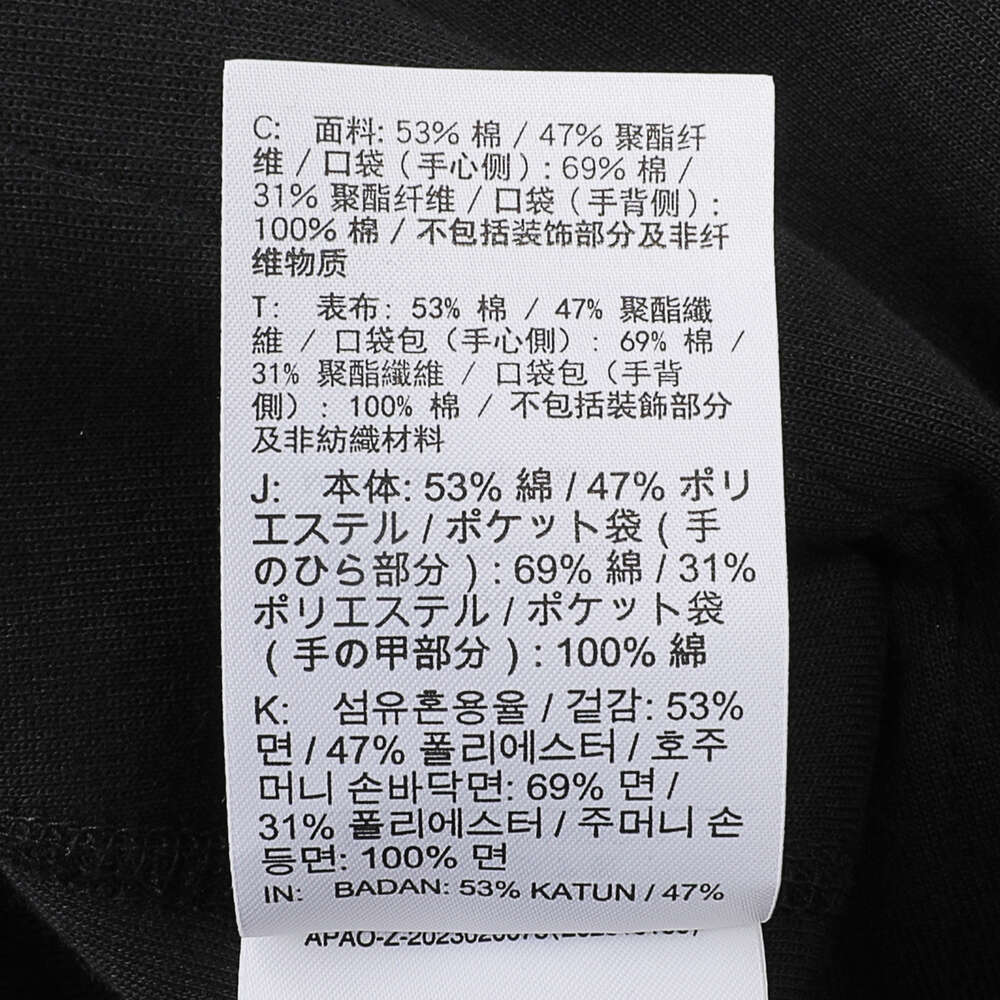 C: 面料: 53% 棉 / 47% 聚酯纤
维 / 口袋（手心侧）: 69% 棉 /
31% 聚酯纤维 / 口袋（手背侧）:
100% 棉 / 不包括装饰部分及非纤
维物质
T: 表布: 53% 棉 / 47% 聚酯纖
維 / 口袋包（手心側）: 69% 棉 /
31% 聚酯纖維 / 口袋包（手背
側）: 100% 棉 / 不包括裝飾部分
及非紡織材料
J: 本体: 53% 綿 / 47% ポリ
エステル / ポケット袋 ( 手
のひら部分 ) : 69% 綿 / 31%
ポリエステル / ポケット袋
( 手の甲部分 ) : 100% 綿
K: 섬유혼용율 / 겉감: 53%
면 / 47% 폴리에스터 / 호주
머니 손바닥면: 69% 면 /
31% 폴리에스터 / 주머니 손
등면: 100% 면
IN: BADAN: 53% KATUN / 47%